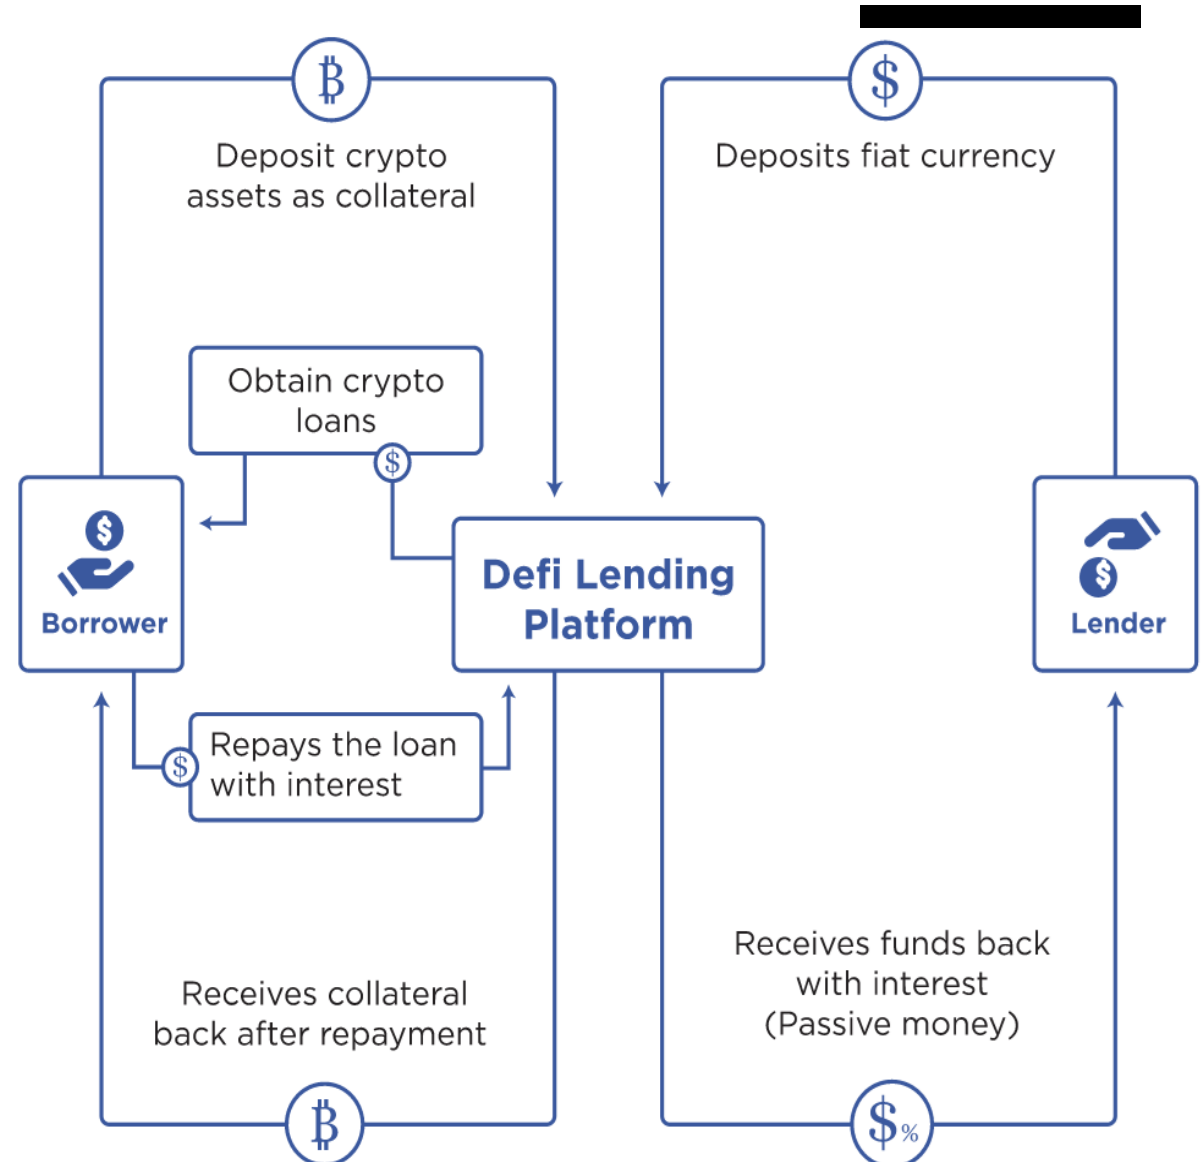 Deposit crypto
assets as collateral
Deposits fiat currency
Obtain crypto
loans
$
$
Borrower
Defi Lending
Platform
$
Lender
Repays the loan
with interest
$
Receives collateral
back after repayment
Receives funds back
with interest
(Passive money)
$%